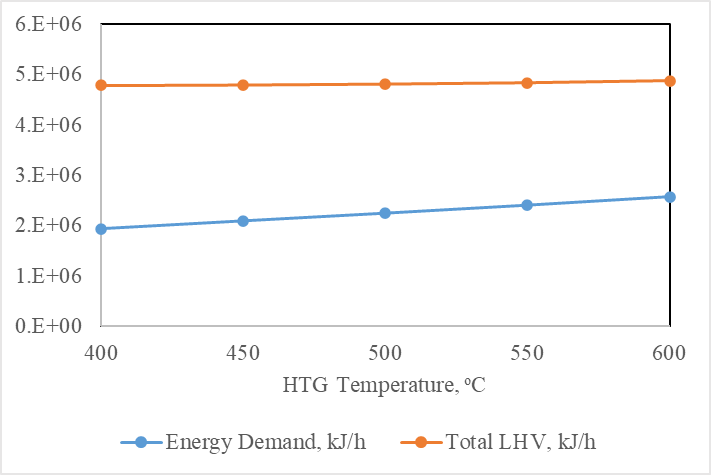 6.E+06
5.E+06
4.E+06
3.E+06
2.E+06
1.E+06
0.E+00
400 450 500 550 600
HTG Temperature, ºC
Energy Demand, kJ/h Total LHV, kJ/h